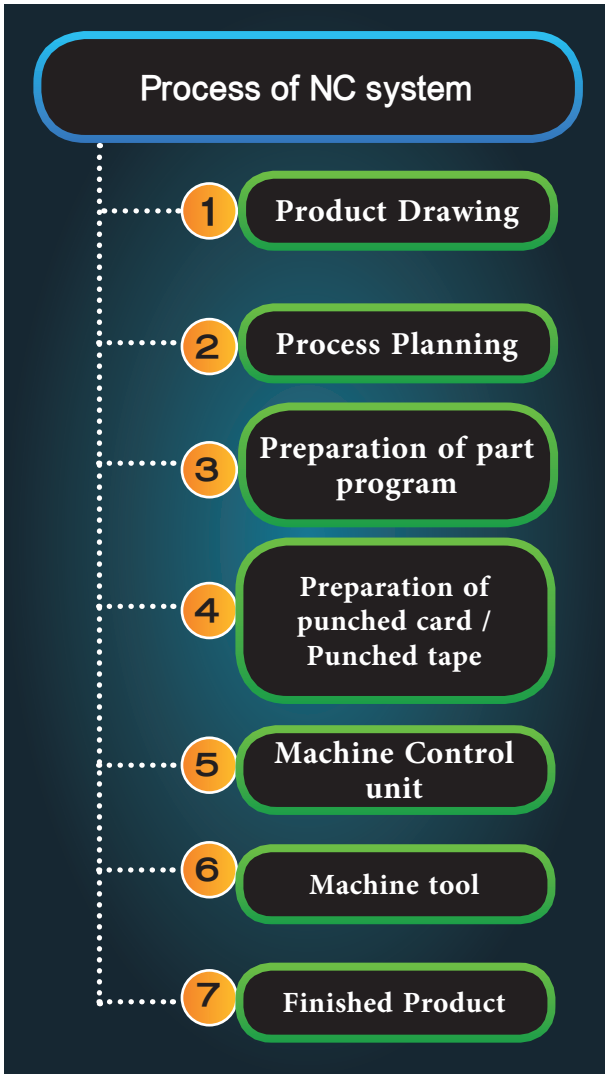 Process of NC system
1
Product Drawing
2
Process Planning
3
Preparation of part
program
4
Preparation of
punched card /
Punched tape
5
Machine Control
unit
6
Machine tool
7
Finished Product